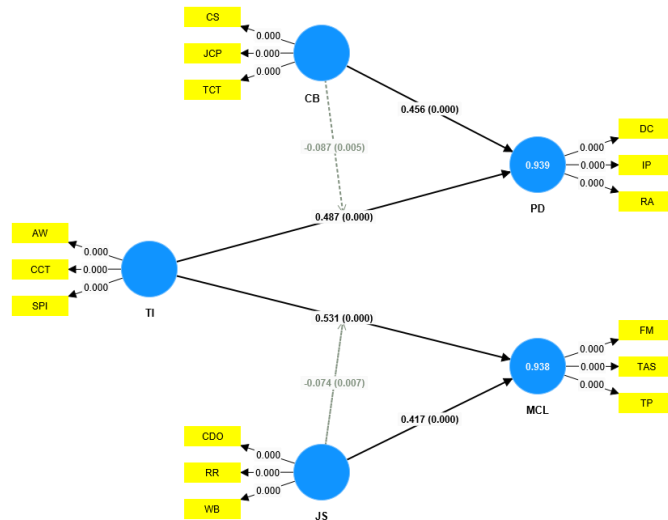 CS
0.000
JCP
0.000
0.000
TCT
CB
0.456 (0.000)
-0.087 (0.005)
DC
0.000
0.939
0.000
IP
0.000
RA
PD
0.487 (0.000)
AW
0.000
CCT
0.000
0.000
SPI
TI
0.531 (0.000)
FM
0.000
0.938
0.000
TAS
0.000
TP
MCL
-0.074 (0.007)
0.417 (0.000)
CDO
0.000
RR
0.000
0.000
WB
JS